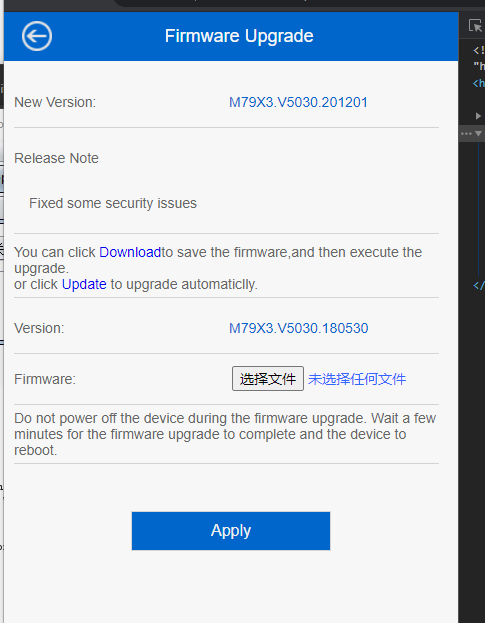 Firmware Upgrade
New Version: M79X3.V5030.201201
Release Note
Fixed some security issues
You can click Downloadto save the firmware,and then execute the
upgrade.
or click Update to upgrade automaticlly.
Version: M79X3.V5030.180530
Firmware: 选择文件 未选择任何文件
Do not power off the device during the firmware upgrade. Wait a few
minutes for the firmware upgrade to complete and the device to
reboot.
Apply
<!
"h
<h
</